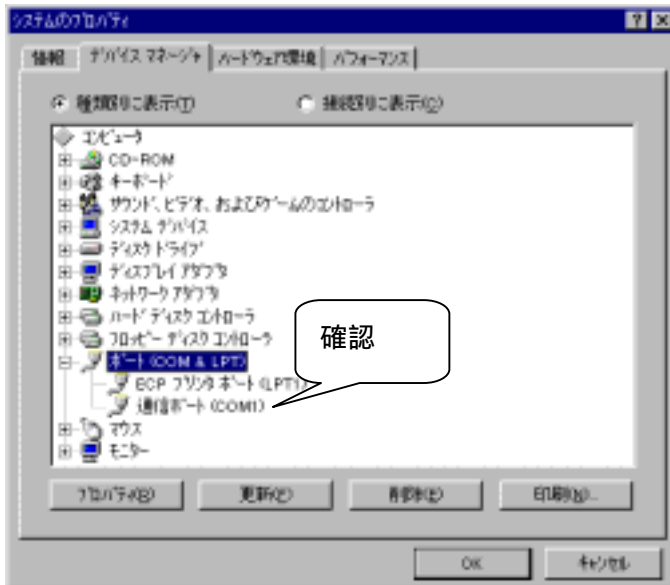 システムのプロパティ
情報 デバイス マネージャ ハードウェア環境 パフォーマンス
種類別に表示(T) 接続別に表示(C)
コンピュータ
CD-ROM
キーボード
サウンド、ビデオ、およびゲームのコントローラ
システム デバイス
ディスク ドライブ
ディスプレイ アダプタ
ネットワーク アダプタ
ハード ディスク コントローラ
フロッピー ディスク コントローラ
ポート (COM & LPT)
ECP プリンタ ポート (LPT1)
通信ポート (COM1)
マウス
モニター
確認
プロパティ(R) 更新(F) 削除(E) 印刷(N)...
OK キャンセル